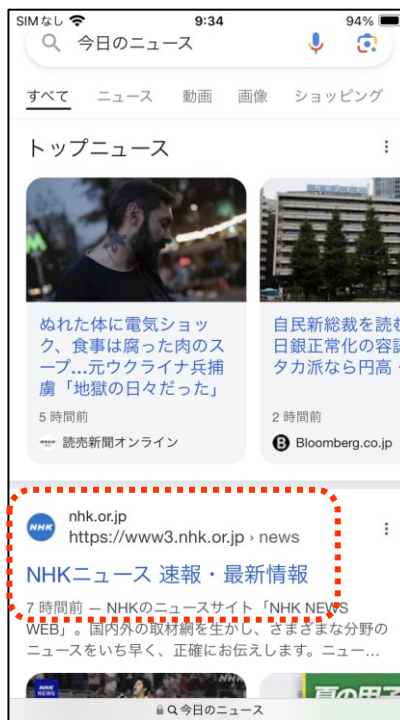 SIMなし 9:34 94%
今日のニュース
すべて ニュース 動画 画像 ショッピング
トップニュース
ぬれた体に電気ショッ
ク、食事は腐った肉のス
ープ...元ウクライナ兵捕
虜「地獄の日々だった」
5 時間前
読売新聞オンライン
自民新総裁を読む
日銀正常化の容認
タカ派なら円高・
2 時間前
B Bloomberg.co.jp
NHK
nhk.or.jp
https://www3.nhk.or.jp › news
NHKニュース 速報・最新情報
7 時間前 — NHKのニュースサイト「NHK NEWS
WEB」。国内外の取材網を生かし、さまざまな分野の
ニュースをいち早く、正確にお伝えします。ニュー...
NHK
NEWS
夏の甲子
今日のニュース